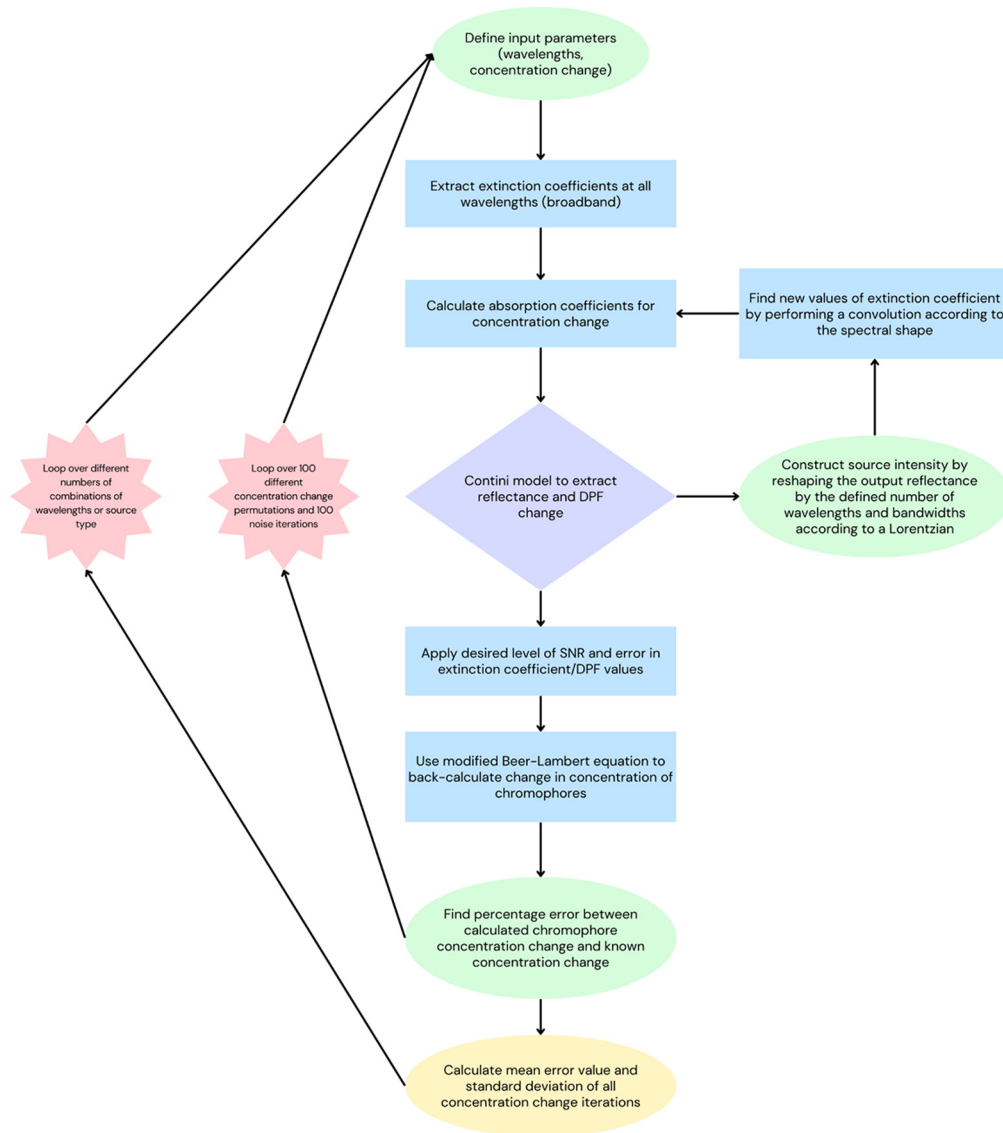 Define input parameters
(wavelengths,
concentration change)
Extract extinction coefficients at all
wavelengths (broadband)
Calculate absorption coefficients for
concentration change
Find new values of extinction coefficient
by performing a convolution according to
the spectral shape
Loop over different
numbers of
combinations of
wavelengths or source
type
Loop over 100
different
concentration change
permutations and 100
noise iterations
Contini model to extract
reflectance and DPF
change
Construct source intensity by
reshaping the output reflectance
by the defined number of
wavelengths and bandwidths
according to a Lorentzian
Apply desired level of SNR and error in
extinction coefficient/DPF values
Use modified Beer-Lambert equation to
back-calculate change in concentration of
chromophores
Find percentage error between
calculated chromophore
concentration change and known
concentration change
Calculate mean error value and
standard deviation of all
concentration change iterations